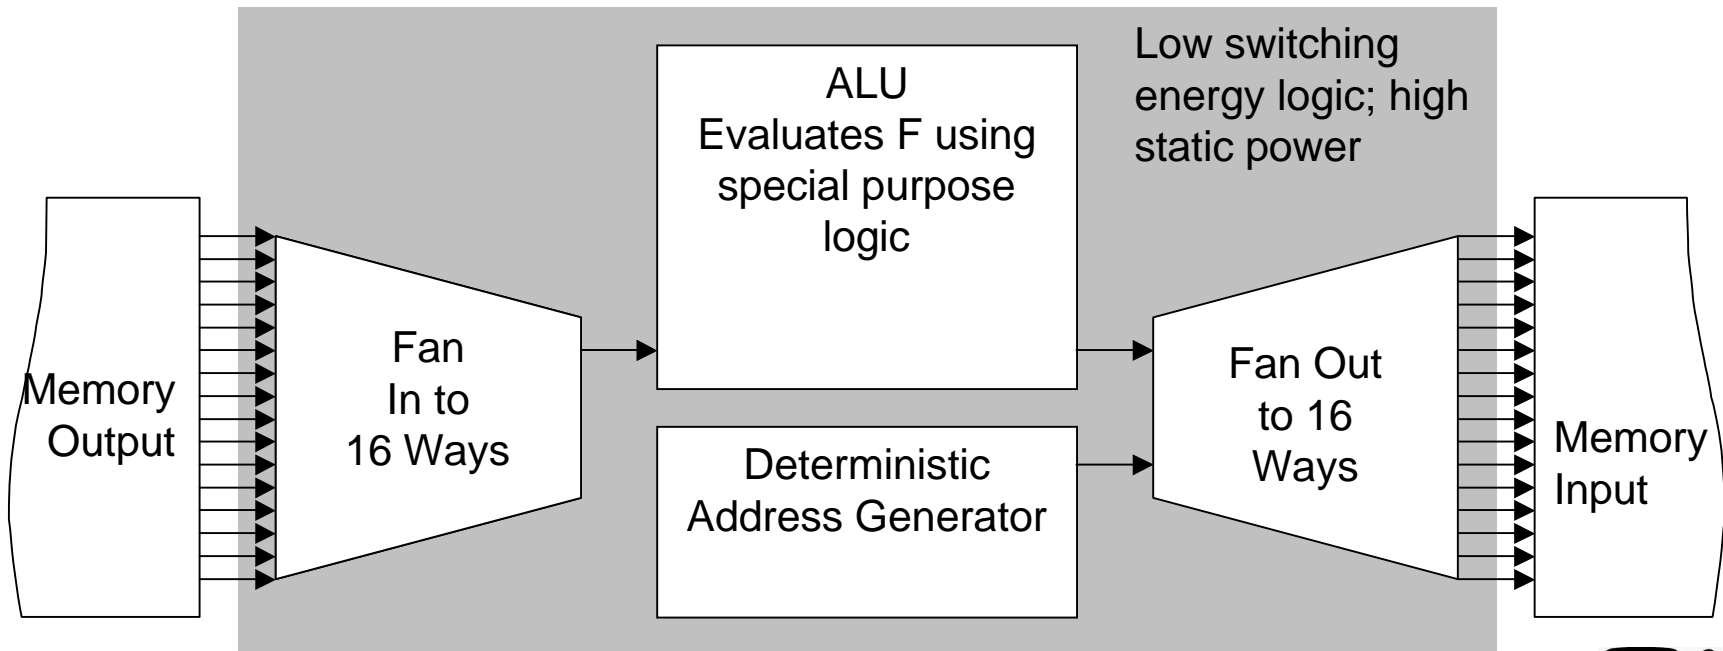 Low switching
energy logic; high
static power
ALU
Evaluates F using
special purpose
logic
Memory
Output
Fan
In to
16 Ways
Deterministic
Address Generator
Fan Out
to 16
Ways
Memory
Input